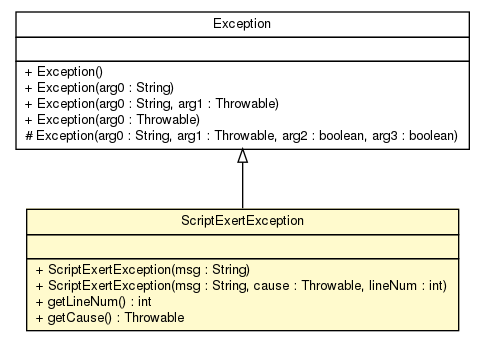 Exception
+ Exception()
+ Exception(arg0 : String)
+ Exception(arg0 : String, arg1 : Throwable)
+ Exception(arg0 : Throwable)
# Exception(arg0 : String, arg1 : Throwable, arg2 : boolean, arg3 : boolean)
ScriptExertException
+ ScriptExertException(msg : String)
+ ScriptExertException(msg : String, cause : Throwable, lineNum : int)
+ getLineNum() : int
+ getCause() : Throwable